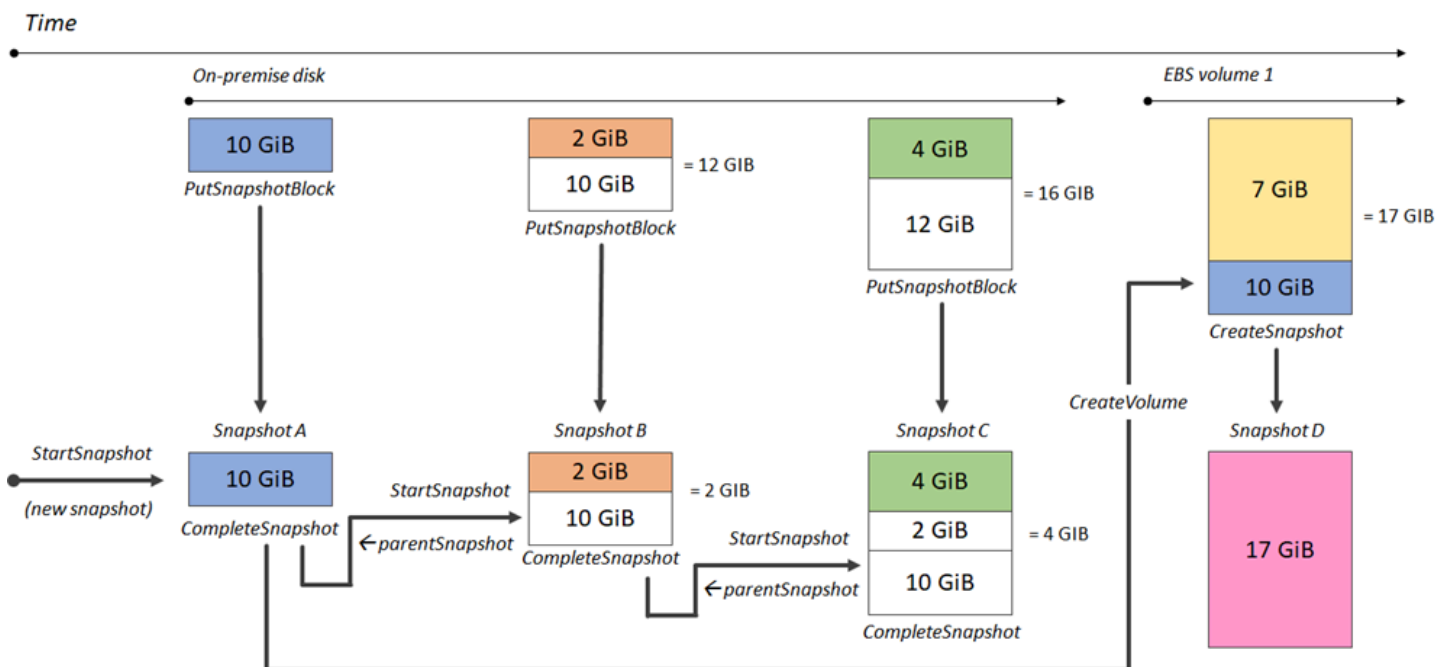 Time
On-premise disk
EBS volume 1
10 GiB
PutSnapshotBlock
2 GiB
10 GiB
= 12 GIB
PutSnapshotBlock
4 GiB
12 GiB
= 16 GIB
PutSnapshotBlock
7 GiB
10 GiB
= 17 GIB
CreateSnapshot
CreateVolume
StartSnapshot
(new snapshot)
Snapshot A
10 GiB
CompleteSnapshot
StartSnapshot
←parentSnapshot
Snapshot B
2 GiB
10 GiB
= 2 GIB
CompleteSnapshot
StartSnapshot
←parentSnapshot
Snapshot C
4 GiB
2 GiB
10 GiB
= 4 GIB
CompleteSnapshot
Snapshot D
17 GiB